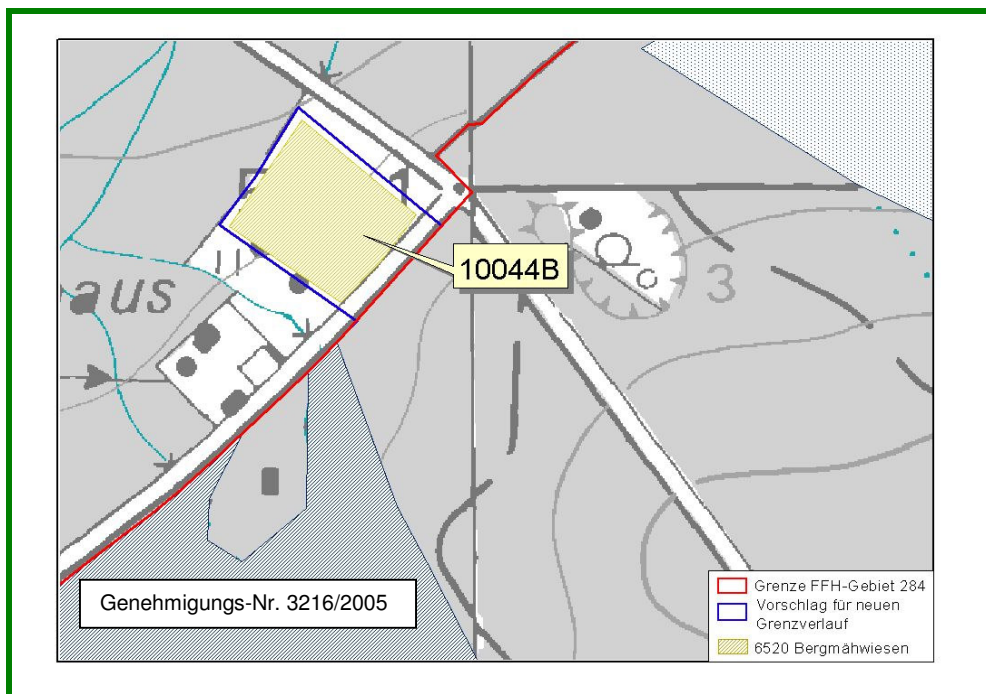 10044B
aus
3
Genehmigungs-Nr. 3216/2005
Grenze FFH-Gebiet 284
Vorschlag für neuen
Grenzverlauf
6520 Bergmähwiesen